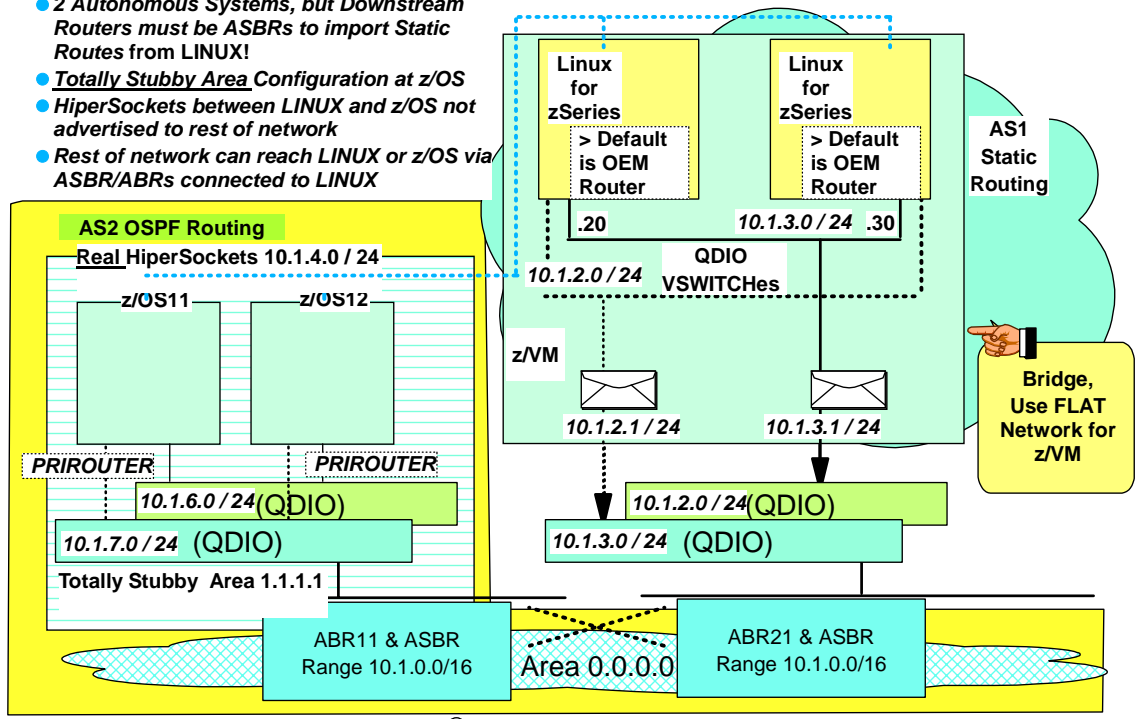 2 Autonomous Systems, but Downstream
Routers must be ASBRs to import Static
Routes from LINUX!
Totally Stubby Area Configuration at z/OS
HiperSockets between LINUX and z/OS not
advertised to rest of network
Rest of network can reach LINUX or z/OS via
ASBR/ABRs connected to LINUX
Linux
for
zSeries
> Default
is OEM
Router
Linux
for
zSeries
> Default
is OEM
Router
AS1
Static
Routing
.20
10.1.3.0 / 24
.30
10.1.2.0 / 24
QDIO
VSWITCHes
z/VM
10.1.2.1 / 24
10.1.3.1 / 24
Bridge,
Use FLAT
Network for
z/VM
AS2 OSPF Routing
Real HiperSockets 10.1.4.0 / 24
z/OS11
z/OS12
PRIROUTER
PRIROUTER
10.1.6.0 / 24 (QDIO)
10.1.7.0 / 24 (QDIO)
10.1.2.0 / 24 (QDIO)
10.1.3.0 / 24 (QDIO)
Totally Stubby Area 1.1.1.1
ABR11 & ASBR
Range 10.1.0.0/16
Area 0.0.0.0
ABR21 & ASBR
Range 10.1.0.0/16